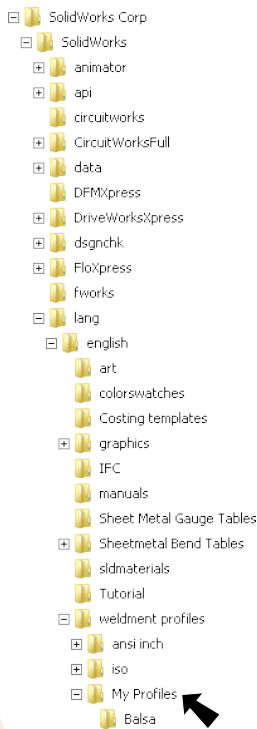 SolidWorks Corp
SolidWorks
animator
api
circuitworks
CircuitWorksFull
data
DFMXpress
DriveWorksXpress
dsgnchk
FloXpress
fworks
lang
english
art
colorswatches
Costing templates
graphics
IFC
manuals
Sheet Metal Gauge Tables
Sheetmetal Bend Tables
sldmaterials
Tutorial
weldment profiles
ansi inch
iso
My Profiles
Balsa